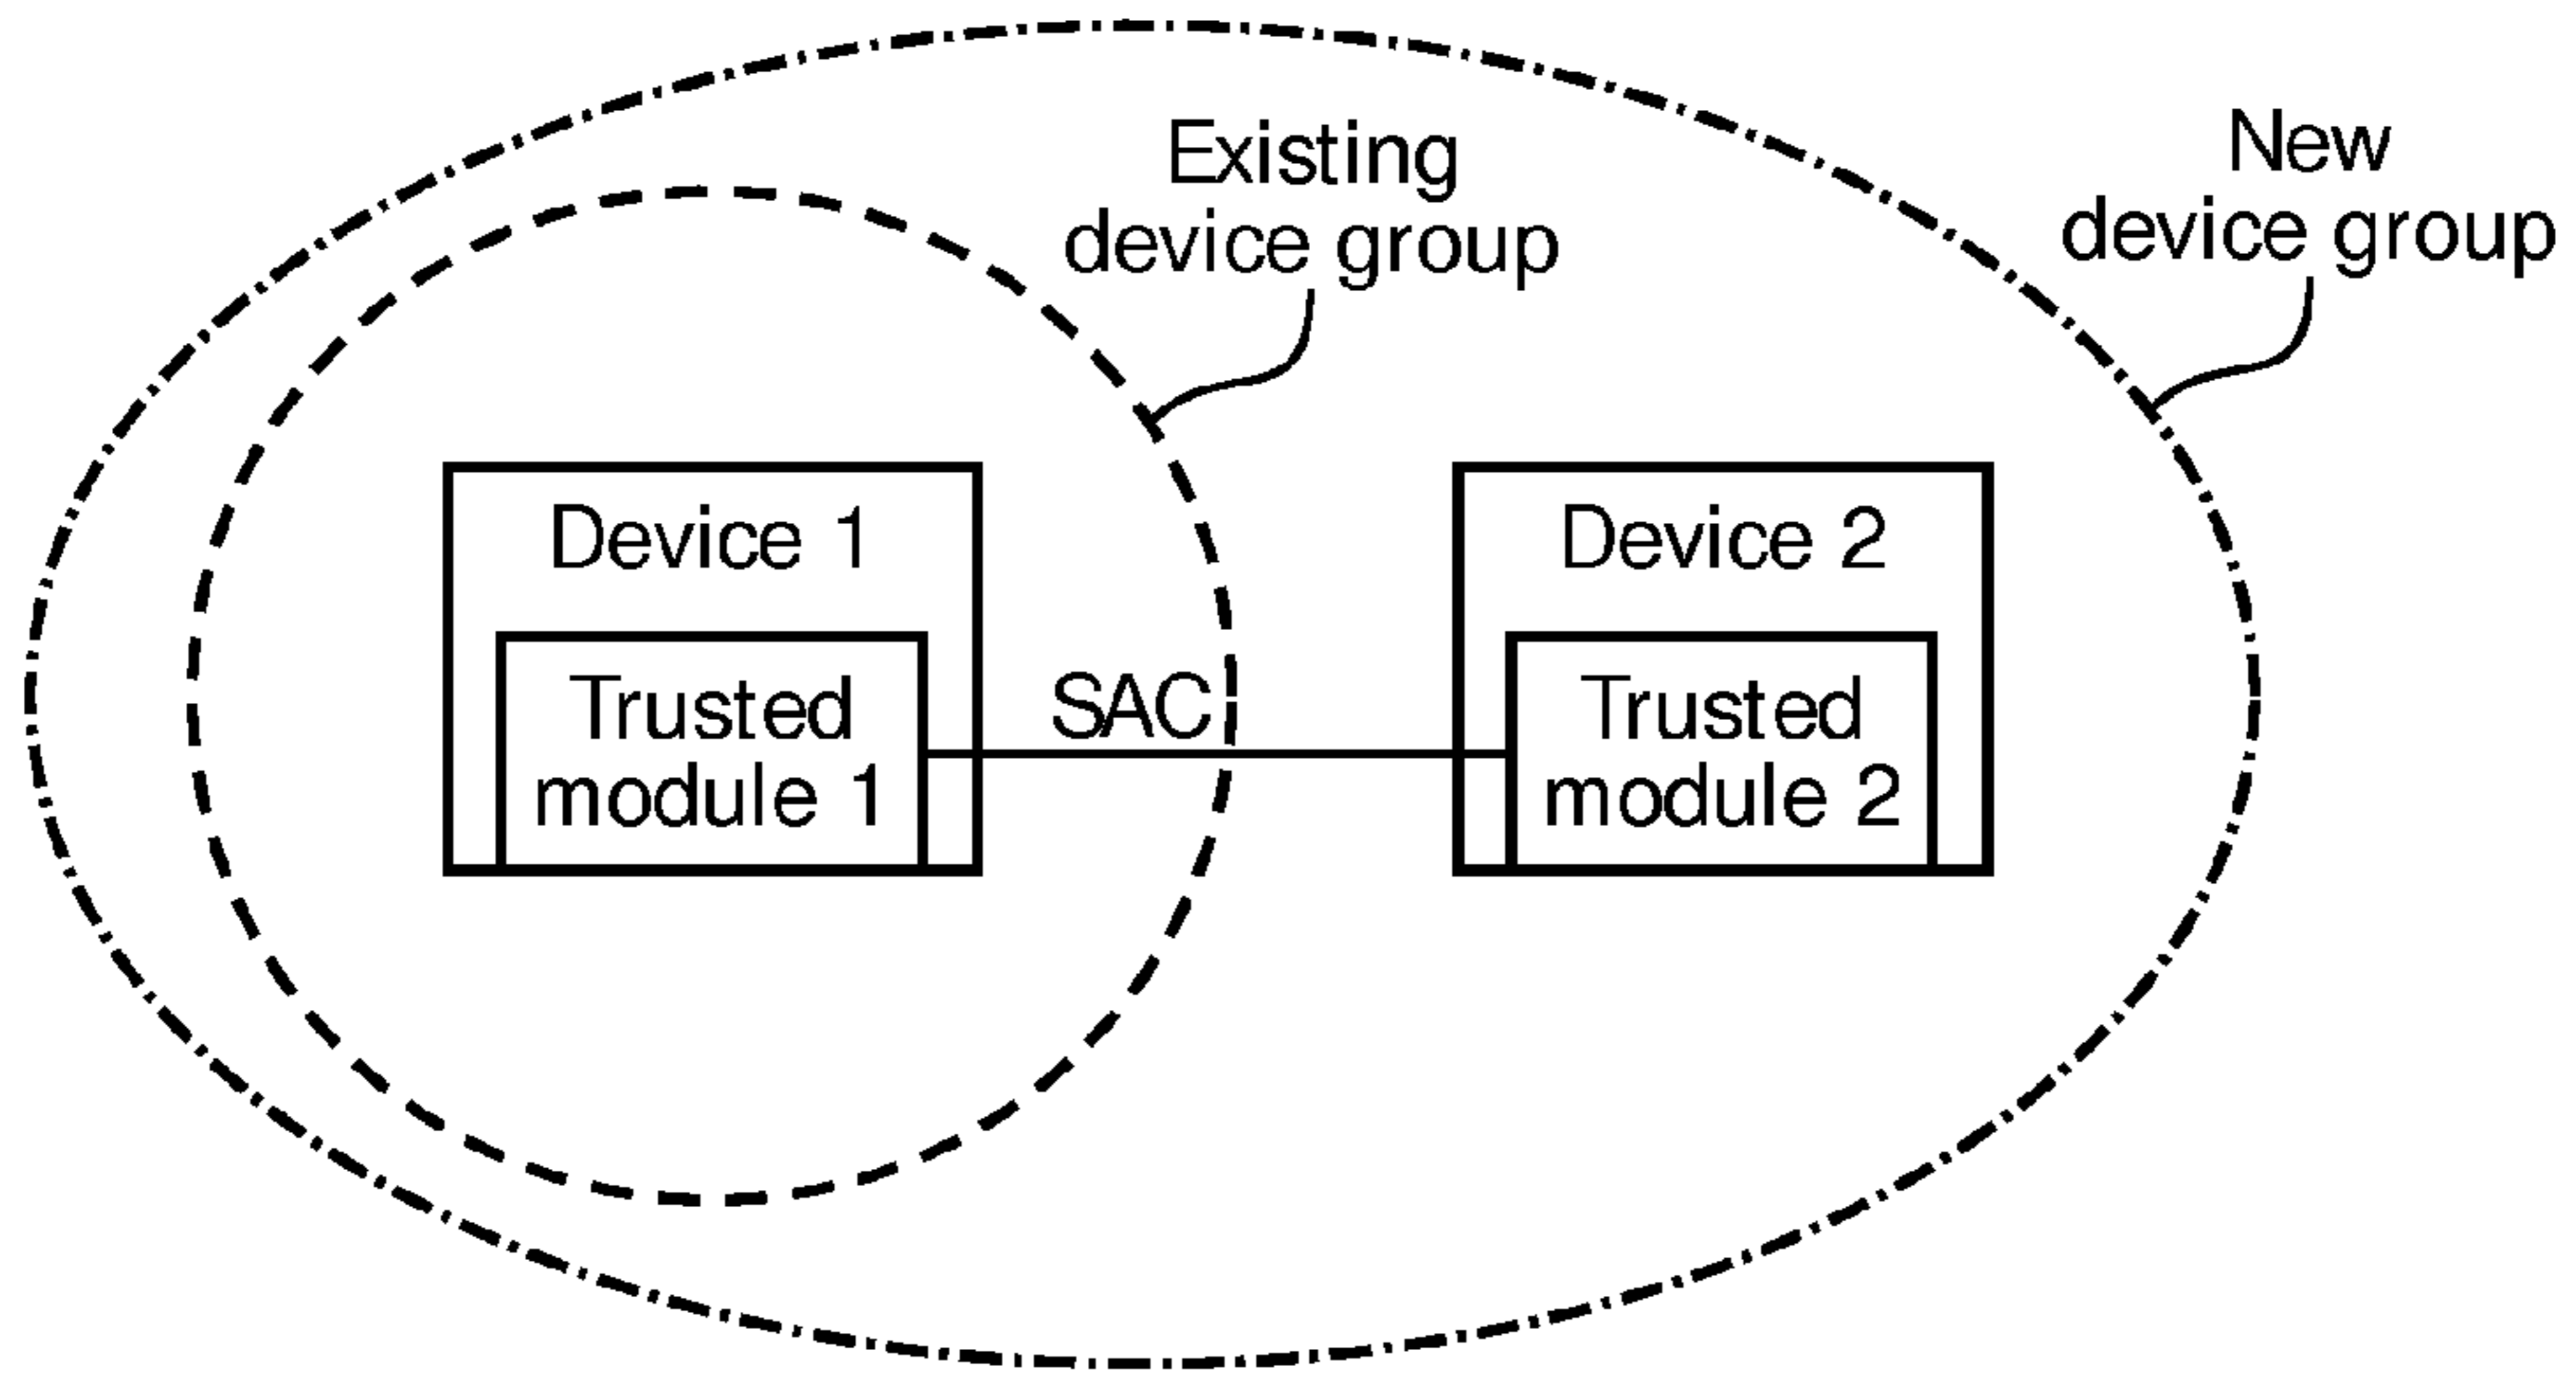 Existing
device group
New
device group
Device 1
Trusted
module 1
SAC
Device 2
Trusted
module 2